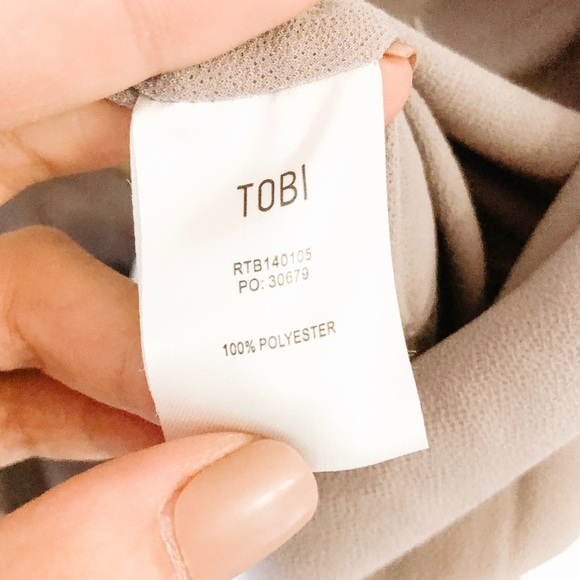 TOBI
RTB140105
PO: 30679
100% POLYESTER